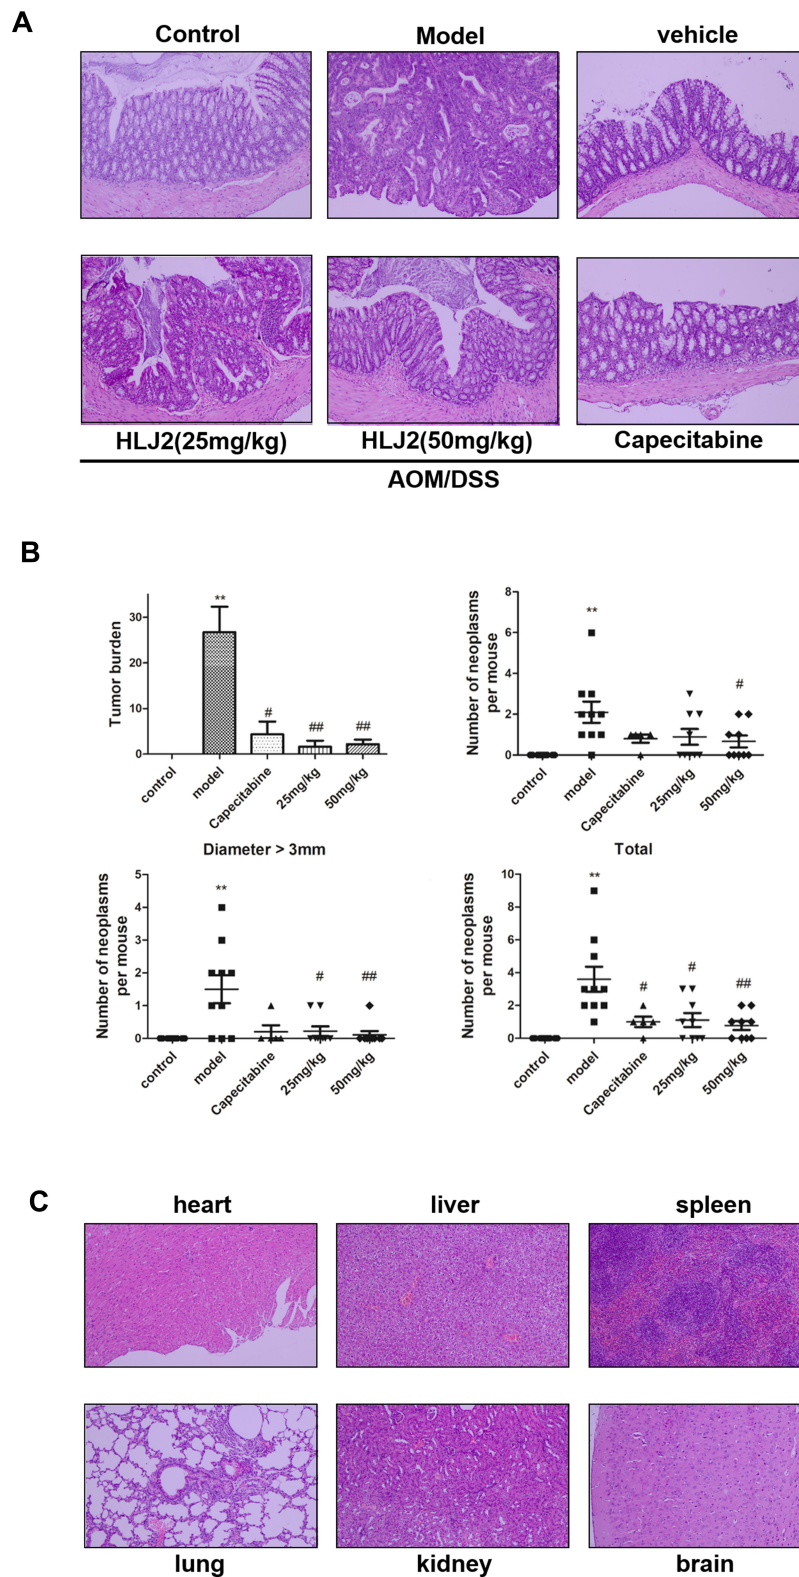 A
Control
Model
vehicle
HLJ2(25mg/kg)
HLJ2(50mg/kg)
Capecitabine
AOM/DSS
B
Tumor burden
30
20
10
0
**
#
##
##
control
model
Capecitabine
25mg/kg
50mg/kg
Number of neoplasms
per mouse
8
6
4
2
0
**
#
control
model
Capecitabine
25mg/kg
50mg/kg
Diameter > 3mm
Number of neoplasms
per mouse
5
4
3
2
1
0
**
#
##
control
model
Capecitabine
25mg/kg
50mg/kg
Total
Number of neoplasms
per mouse
10
8
6
4
2
0
**
#
#
##
control
model
Capecitabine
25mg/kg
50mg/kg
C
heart
liver
spleen
lung
kidney
brain